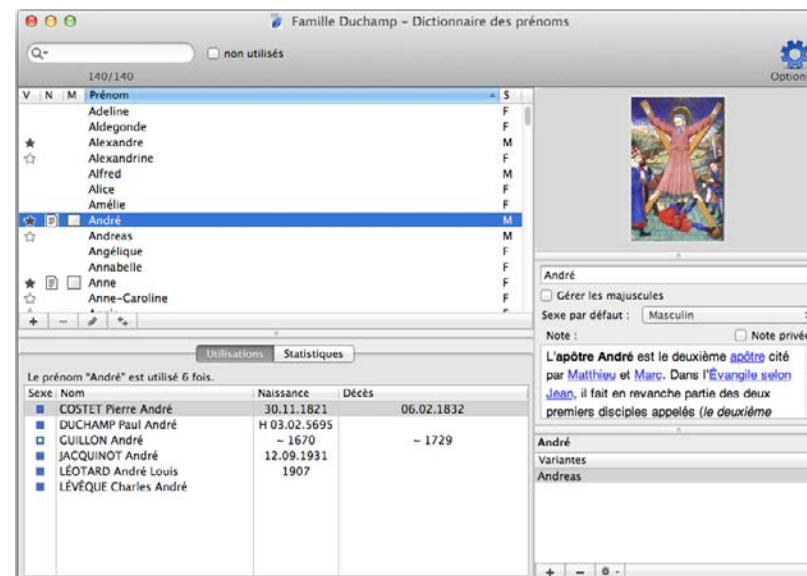 Famille Duchamp – Dictionnaire des prénoms
non utilisés
140/140
Options
V N M Prénom S
Adeline F
Aldegonde F
Alexandre M
Alexandrine F
Alfred M
Alice F
Amélie F
André M
Andreas M
Angélique F
Annabelle F
Anne F
Anne-Caroline F
André
Gérer les majuscules
Sexe par défaut : Masculin
Note : Note privée
L'apôtre André est le deuxième apôtre cité
par Matthieu et Marc. Dans l'Évangile selon
Jean, il fait en revanche partie des deux
premiers disciples appelés (le deuxième
André
Variantes
Andreas
Utilisations Statistiques
Le prénom "André" est utilisé 6 fois.
Sexe Nom Naissance Décès
COSTET Pierre André 30.11.1821 06.02.1832
DUCHAMP Paul André H 03.02.5695
GUILLON André ~ 1670 ~ 1729
JACQUINOT André 12.09.1931
LÉOTARD André Louis 1907
LÉVÊQUE Charles André